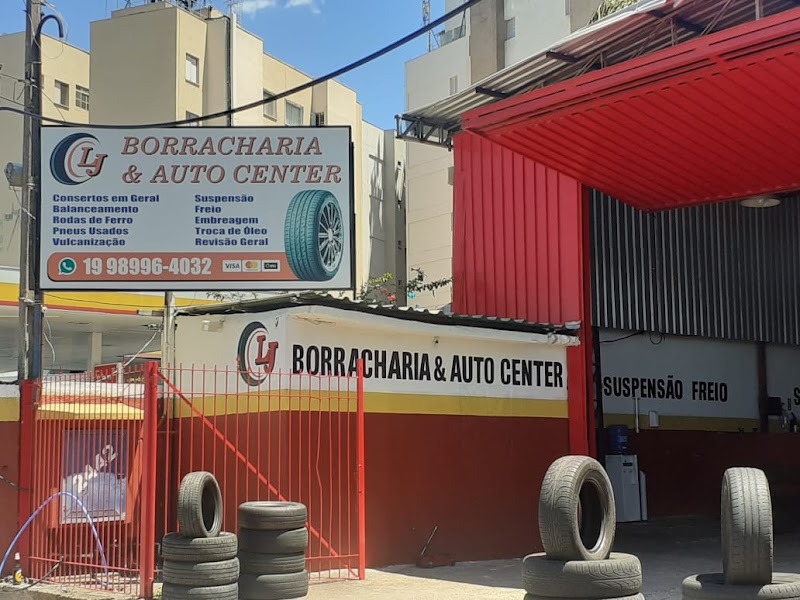 LJ BORRACHARIA
& AUTO CENTER
Consertos em Geral
Balanceamento
Rodas de Ferro
Pneus Usados
Vulcanização
Suspensão
Freio
Embreagem
Troca de Óleo
Revisão Geral
19 98996-4032 VISA
LJ BORRACHARIA & AUTO CENTER
SUSPENSÃO FREIO S
2442